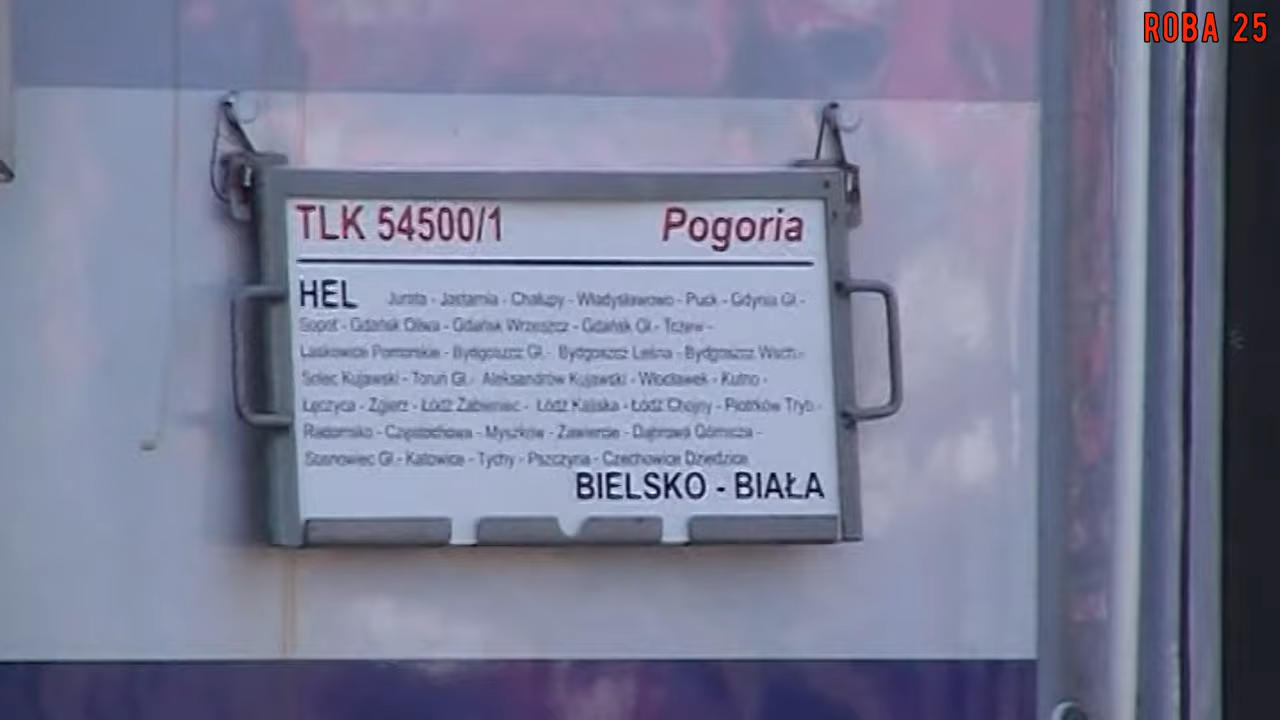 ROBA 25
TLK 54500/1 Pogoria
HEL Jurata - Jastarnia - Chałupy - Władysławowo - Puck - Gdynia Gł. -
Sopot - Gdańsk Oliwa - Gdańsk Wrzeszcz - Gdańsk Gł. - Tczew -
Laskowice Pomorskie - Bydgoszcz Gł. - Bydgoszcz Leśna - Bydgoszcz Wsch. -
Solec Kujawski - Toruń Gł. - Aleksandrów Kujawski - Włocławek - Kutno -
Łęczyca - Zgierz - Łódź Żabieniec - Łódź Kaliska - Łódź Chojny - Piotrków Tryb. -
Radomsko - Częstochowa - Myszków - Zawiercie - Dąbrowa Górnicza -
Sosnowiec Gł. - Katowice - Tychy - Pszczyna - Czechowice Dziedzice
BIELSKO - BIAŁA